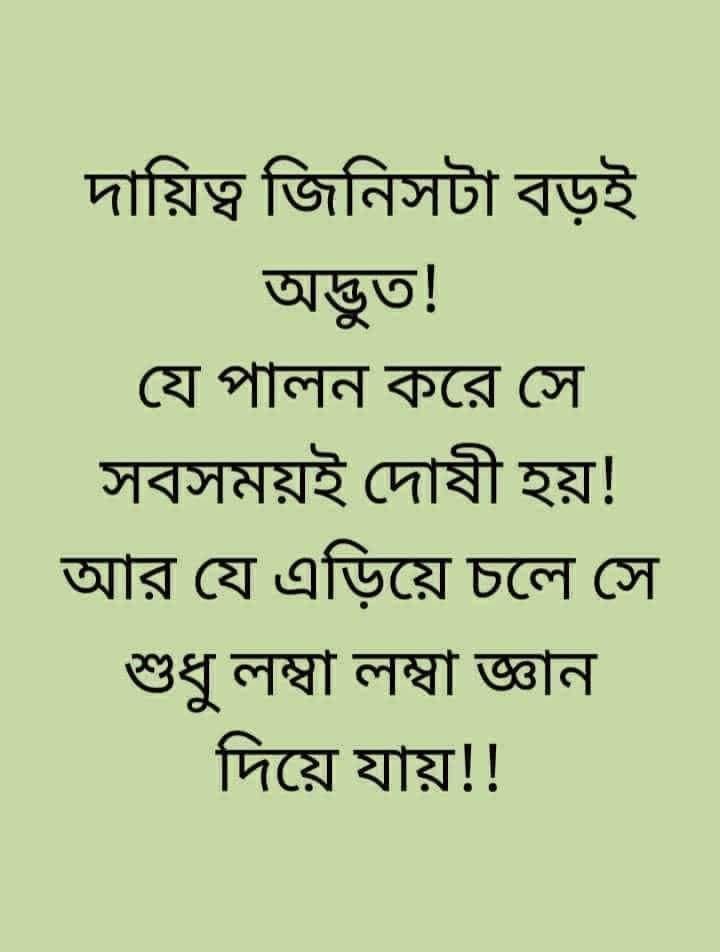 দায়িত্ব জিনিসটা বড়ই
অদ্ভুত!
যে পালন করে সে
সবসময়ই দোষী হয়!
আর যে এড়িয়ে চলে সে
শুধু লম্বা লম্বা জ্ঞান
দিয়ে যায়!!